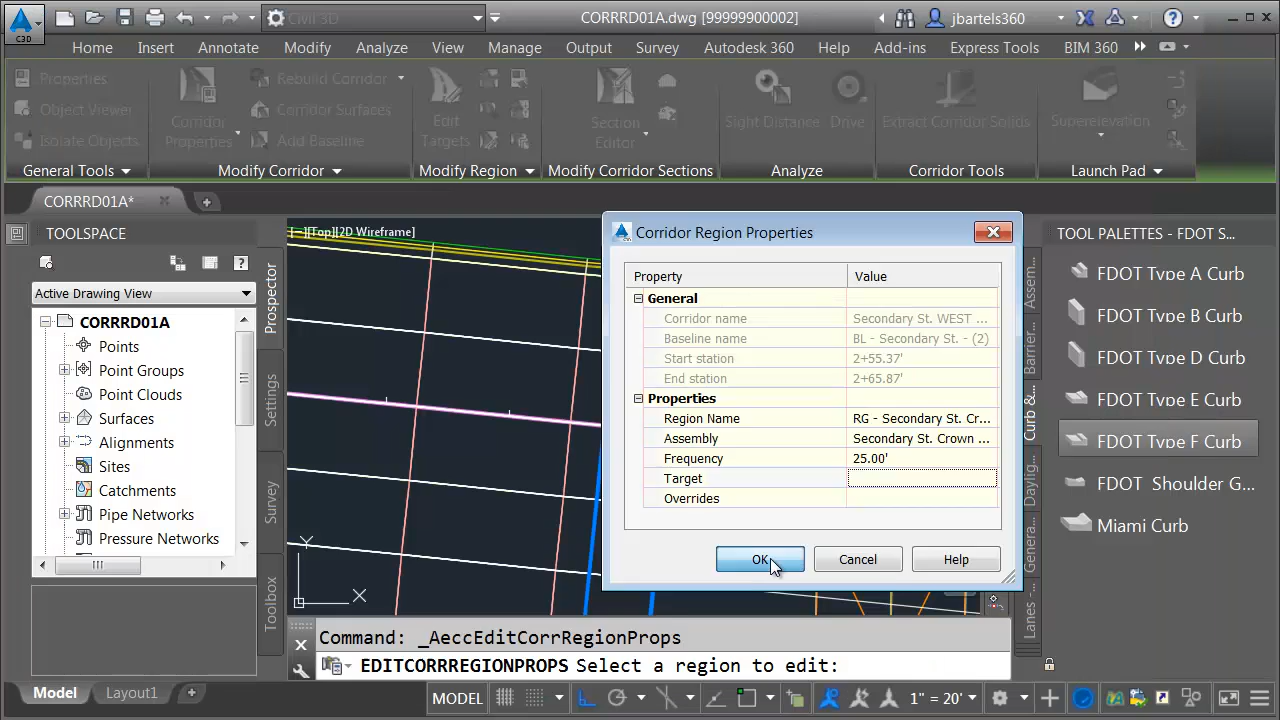 C3D
Civil 3D
CORRRD01A.dwg [99999900002]
jbartels360
Home Insert Annotate Modify Analyze View Manage Output Survey Autodesk 360 Help Add-ins Express Tools BIM 360
Properties
Object Viewer
Isolate Objects
General Tools
Corridor Properties
Rebuild Corridor
Corridor Surfaces
Add Baseline
Modify Corridor
Edit Targets
Modify Region
Section Editor
Modify Corridor Sections
Sight Distance
Drive
Analyze
Extract Corridor Solids
Corridor Tools
Superelevation
Launch Pad
CORRRD01A*
TOOLSPACE
Active Drawing View
CORRRD01A
Points
Point Groups
Point Clouds
Surfaces
Alignments
Sites
Catchments
Pipe Networks
Pressure Networks
Prospector
Settings
Survey
Toolbox
[−][Top][2D Wireframe]
Y
X
Corridor Region Properties
Property Value
General
Corridor name Secondary St. WEST ...
Baseline name BL - Secondary St. - (2)
Start station 2+55.37'
End station 2+65.87'
Properties
Region Name RG - Secondary St. Cr...
Assembly Secondary St. Crown ...
Frequency 25.00'
Target
Overrides
OK Cancel Help
Assem...
Barrier...
Curb &...
Daylig...
Genera...
Lanes -...
TOOL PALETTES - FDOT S...
FDOT Type A Curb
FDOT Type B Curb
FDOT Type D Curb
FDOT Type E Curb
FDOT Type F Curb
FDOT Shoulder G...
Miami Curb
Command: _AeccEditCorrRegionProps
EDITCORRREGIONPROPS Select a region to edit:
Model Layout1
MODEL
1" = 20'